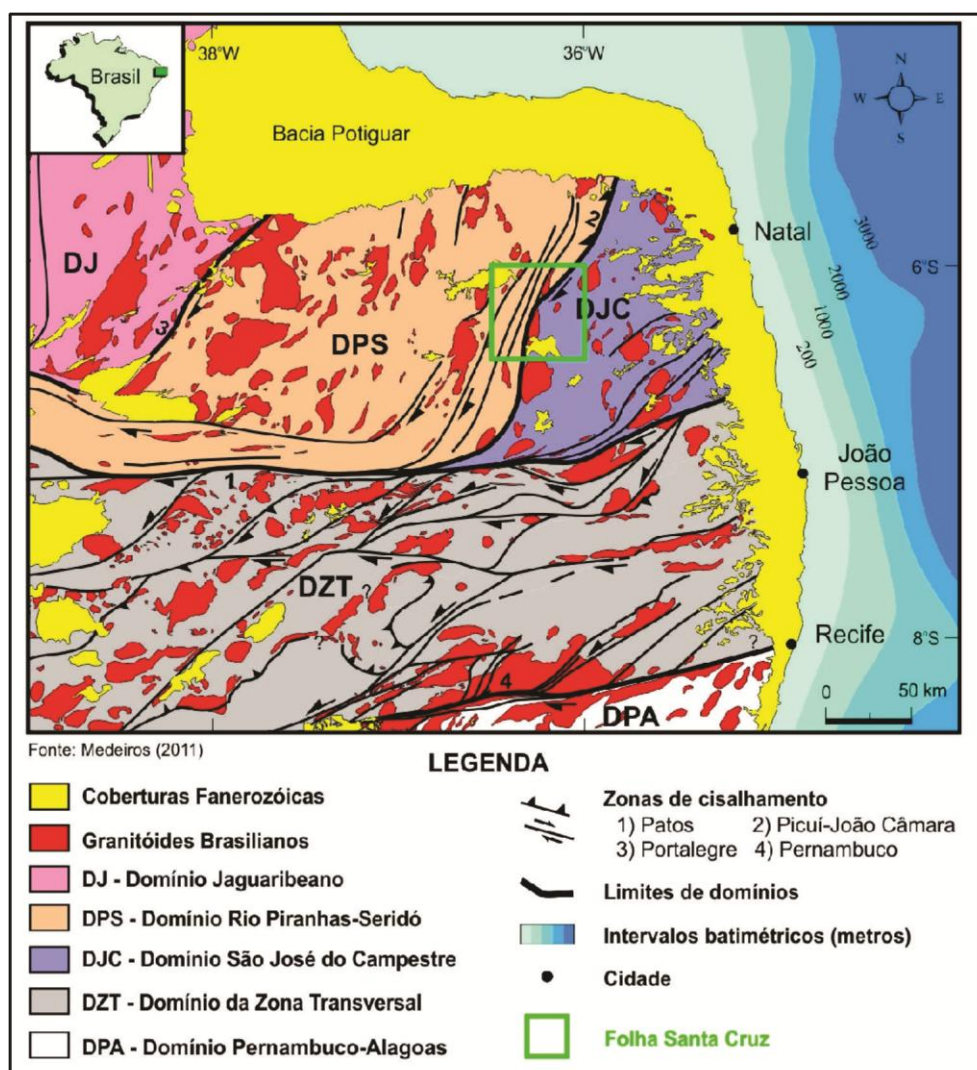 38°W
36°W
Brasil
N
W
E
S
Bacia Potiguar
2
Natal
3000
6°S
DJ
DJC
2000
1000
3
DPS
200
João
Pessoa
1
DZT
?
?
?
Recife
8°S
4
0
50 km
DPA
Fonte: Medeiros (2011)
LEGENDA
Coberturas Fanerozóicas
Granitóides Brasilianos
DJ - Domínio Jaguaribeano
DPS - Domínio Rio Piranhas-Seridó
DJC - Domínio São José do Campestre
DZT - Domínio da Zona Transversal
DPA - Domínio Pernambuco-Alagoas
Zonas de cisalhamento
1) Patos 2) Picuí-João Câmara
3) Portalegre 4) Pernambuco
Limites de domínios
Intervalos batimétricos (metros)
Cidade
Folha Santa Cruz